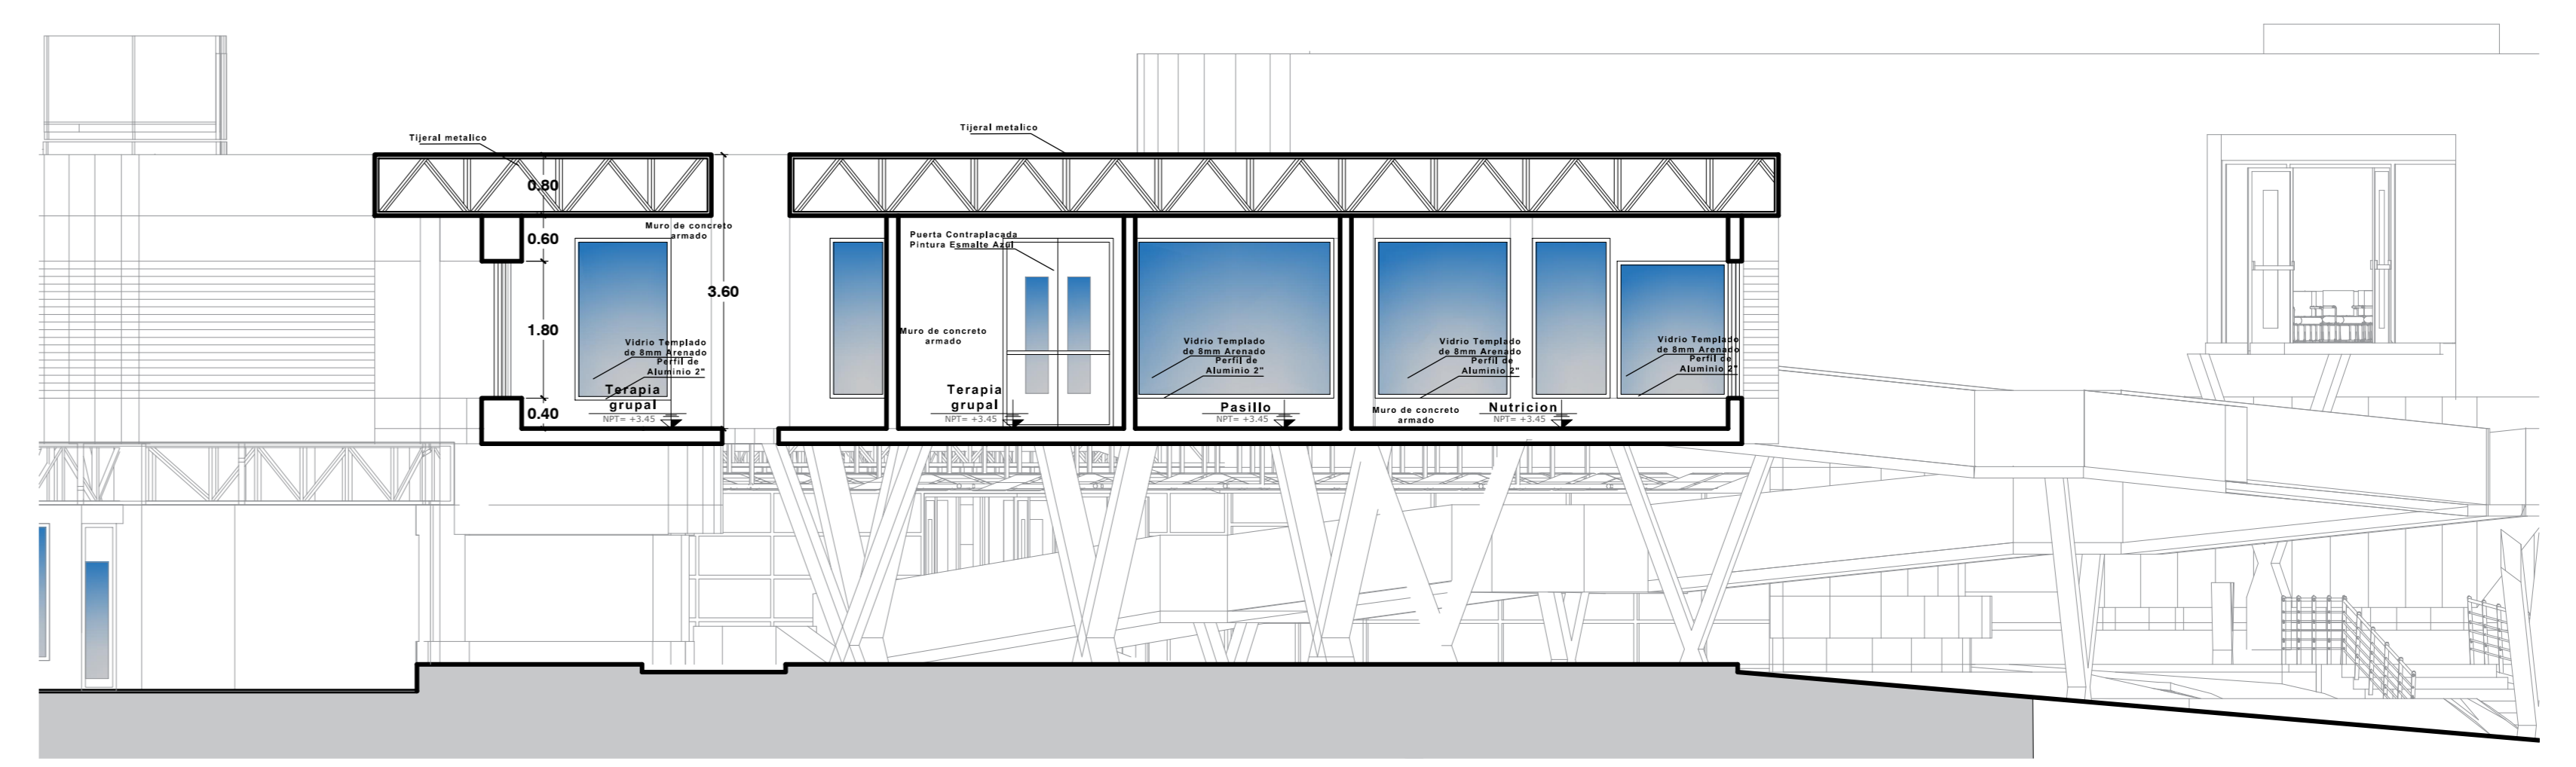 Tijeral metalico
Tijeral metalico
0.80
0.60
1.80
0.40
3.60
Muro de concreto
armado
Vidrio Templado
de 8mm Arenado
Perfil de
Aluminio 2"
Terapia
grupal
NPT= +3.45
Puerta Contraplacada
Pintura Esmalte Azul
Muro de concreto
armado
Terapia
grupal
NPT= +3.45
Vidrio Templado
de 8mm Arenado
Perfil de
Aluminio 2"
Pasillo
NPT= +3.45
Vidrio Templado
de 8mm Arenado
Perfil de
Aluminio 2"
Muro de concreto
armado
Nutricion
NPT= +3.45
Vidrio Templado
de 8mm Arenado
Perfil de
Aluminio 2"